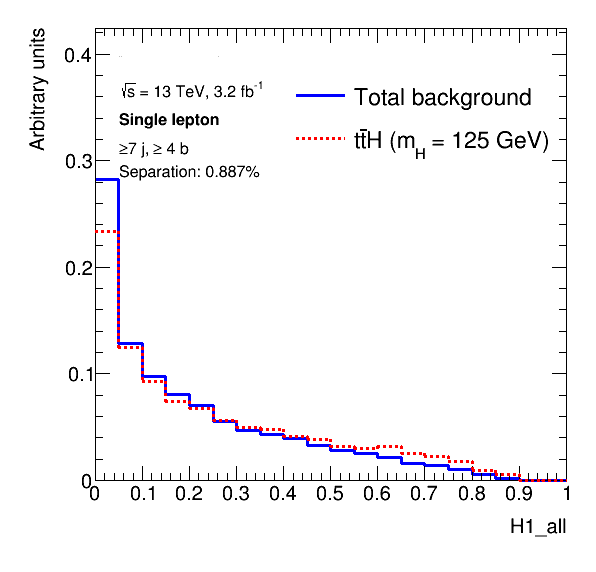 Arbitrary units
0.4
0.3
0.2
0.1
0
√s = 13 TeV, 3.2 fb⁻¹
Single lepton
≥7 j, ≥ 4 b
Separation: 0.887%
Total background
tt̄H (m_H = 125 GeV)
0 0.1 0.2 0.3 0.4 0.5 0.6 0.7 0.8 0.9 1
H1_all